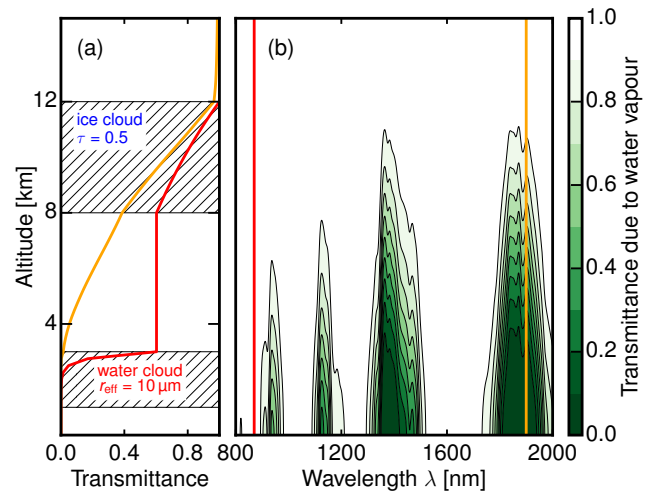 (a)
(b)
ice cloud
τ = 0.5
water cloud
r_eff = 10 μm
12
8
4
Altitude [km]
0.0 0.4 0.8
Transmittance
800 1200 1600 2000
Wavelength λ [nm]
1.0
0.8
0.6
0.4
0.2
0.0
Transmittance due to water vapour